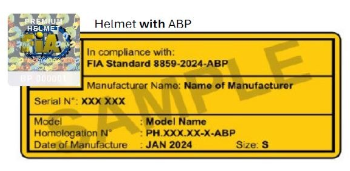 Helmet with ABP
PREMIUM
HELMET
FIA
In compliance with:
FIA Standard 8859-2024-ABP
Manufacturer Name: Name of Manufacturer
Serial N°: XXX XXX
SAMPLE
Model : Model Name
Homologation N° : PH.XXX.XX-X-ABP
Date of Manufacture : JAN 2024 Size: S